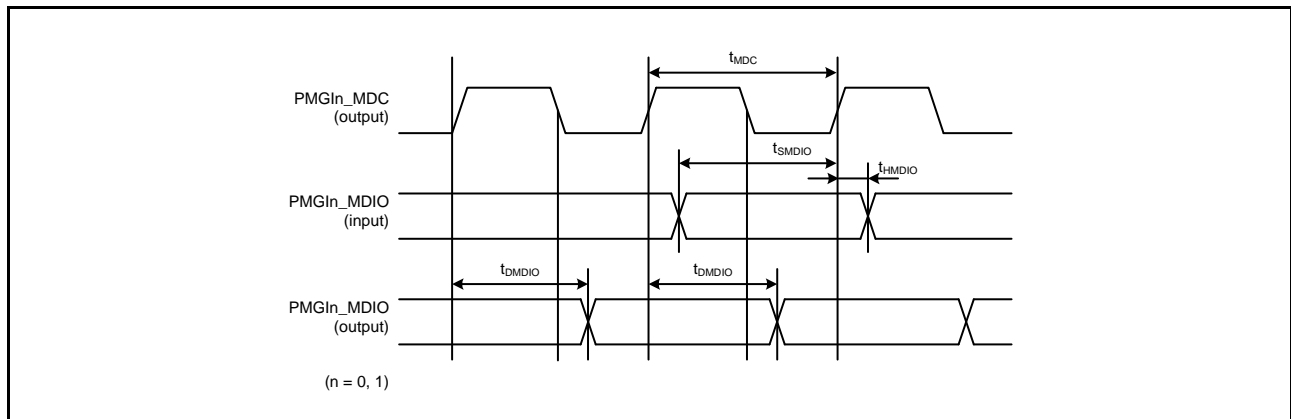 tMDC
PMGIn_MDC
(output)
tSMDIO
tHMDIO
PMGIn_MDIO
(input)
tDMDIO tDMDIO
PMGIn_MDIO
(output)
(n = 0, 1)